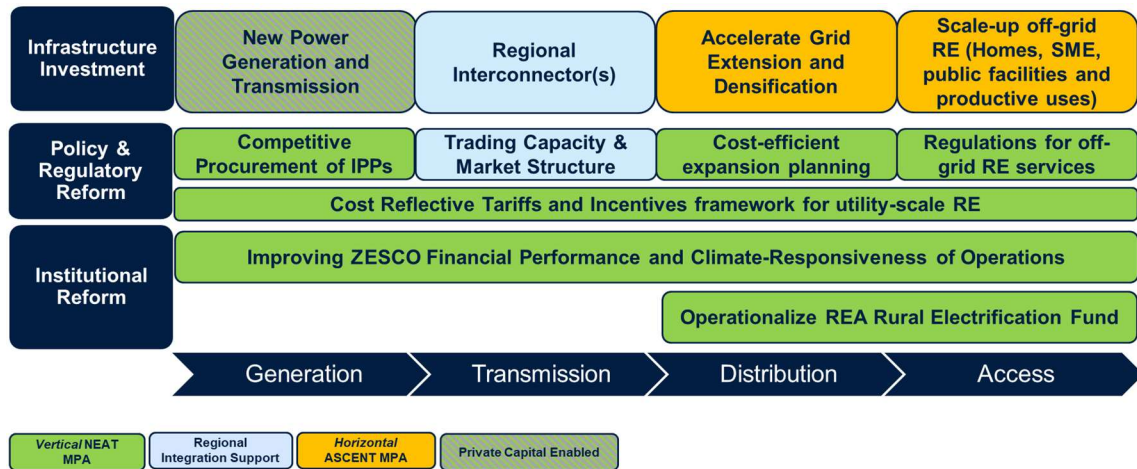 Infrastructure
Investment
New Power
Generation and
Transmission
Regional
Interconnector(s)
Accelerate Grid
Extension and
Densification
Scale-up off-grid
RE (Homes, SME,
public facilities and
productive uses)
Policy &
Regulatory
Reform
Competitive
Procurement of IPPs
Trading Capacity &
Market Structure
Cost-efficient
expansion planning
Regulations for off-
grid RE services
Cost Reflective Tariffs and Incentives framework for utility-scale RE
Institutional
Reform
Improving ZESCO Financial Performance and Climate-Responsiveness of Operations
Operationalize REA Rural Electrification Fund
Generation
Transmission
Distribution
Access
Vertical NEAT
MPA
Regional
Integration Support
Horizontal
ASCENT MPA
Private Capital Enabled